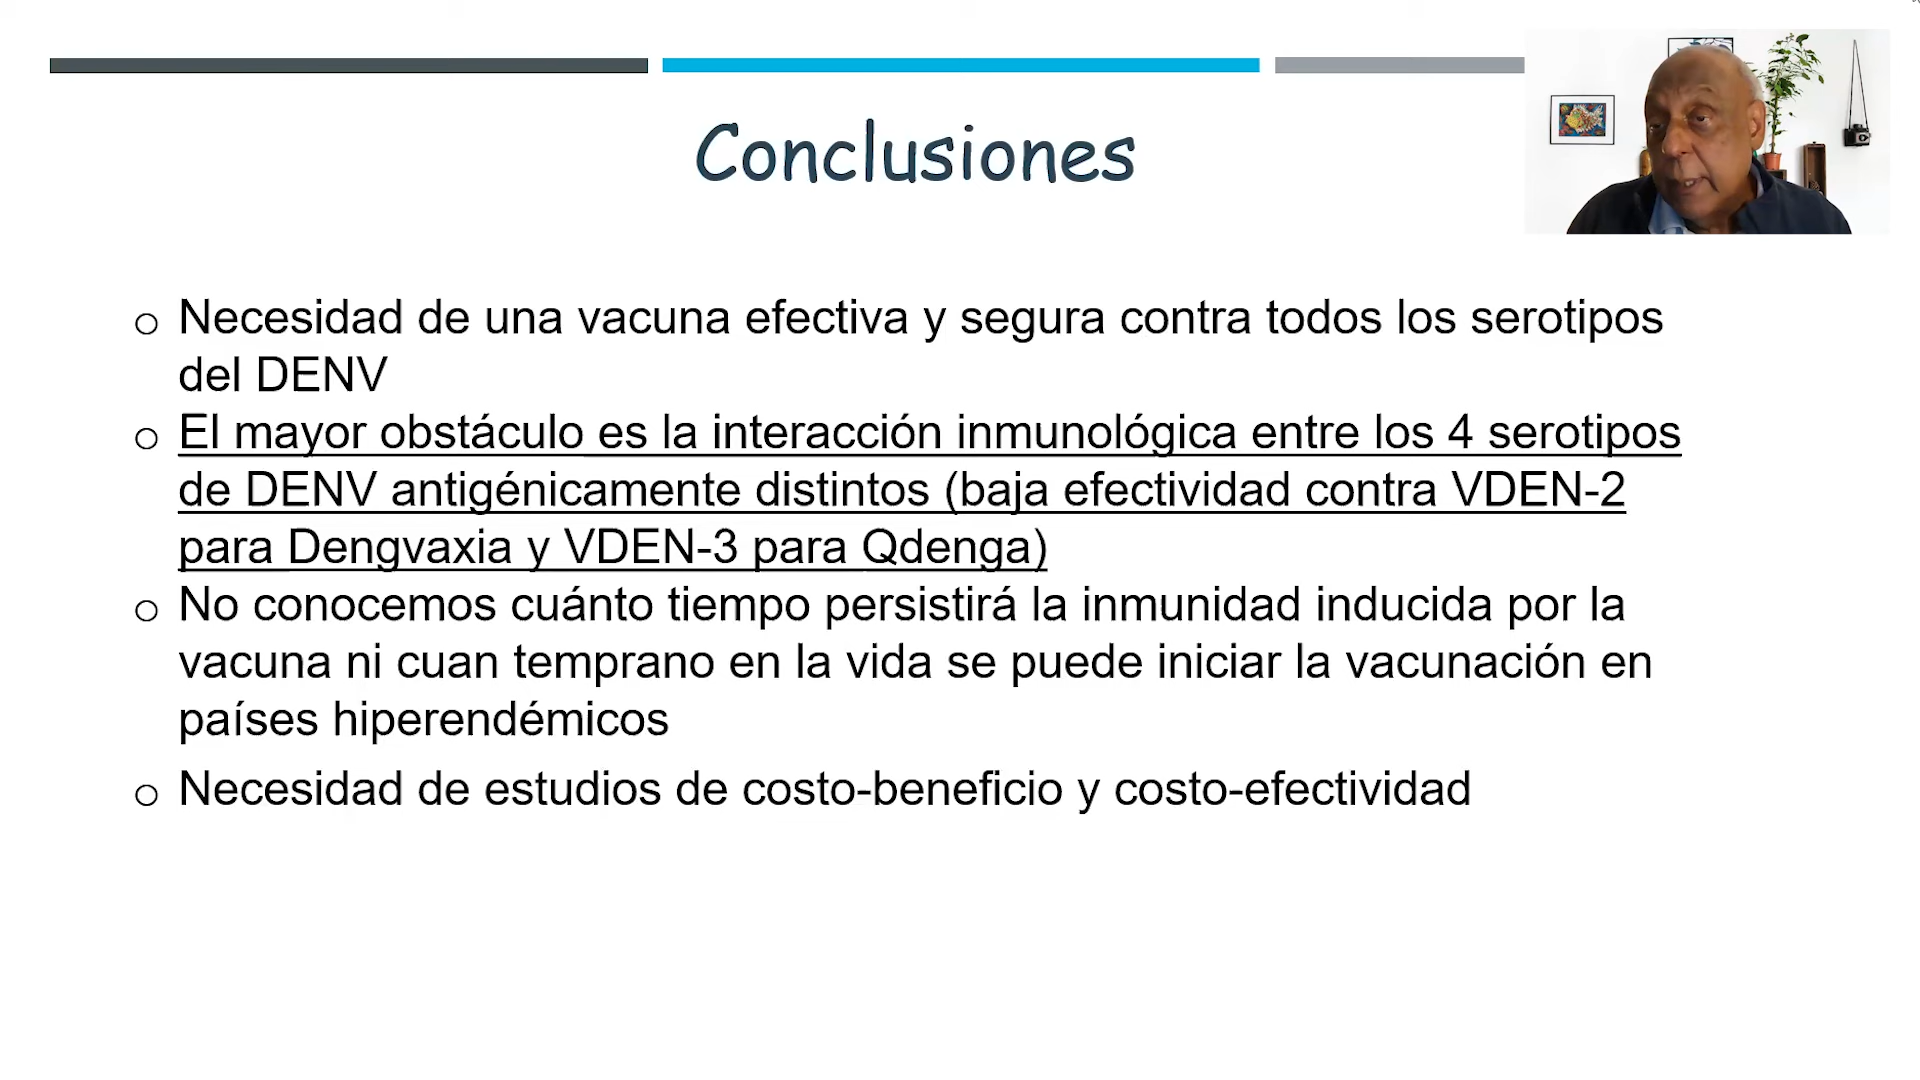 Conclusiones
o Necesidad de una vacuna efectiva y segura contra todos los serotipos
del DENV
o El mayor obstáculo es la interacción inmunológica entre los 4 serotipos
de DENV antigénicamente distintos (baja efectividad contra VDEN-2
para Dengvaxia y VDEN-3 para Qdenga)
o No conocemos cuánto tiempo persistirá la inmunidad inducida por la
vacuna ni cuan temprano en la vida se puede iniciar la vacunación en
países hiperendémicos
o Necesidad de estudios de costo-beneficio y costo-efectividad